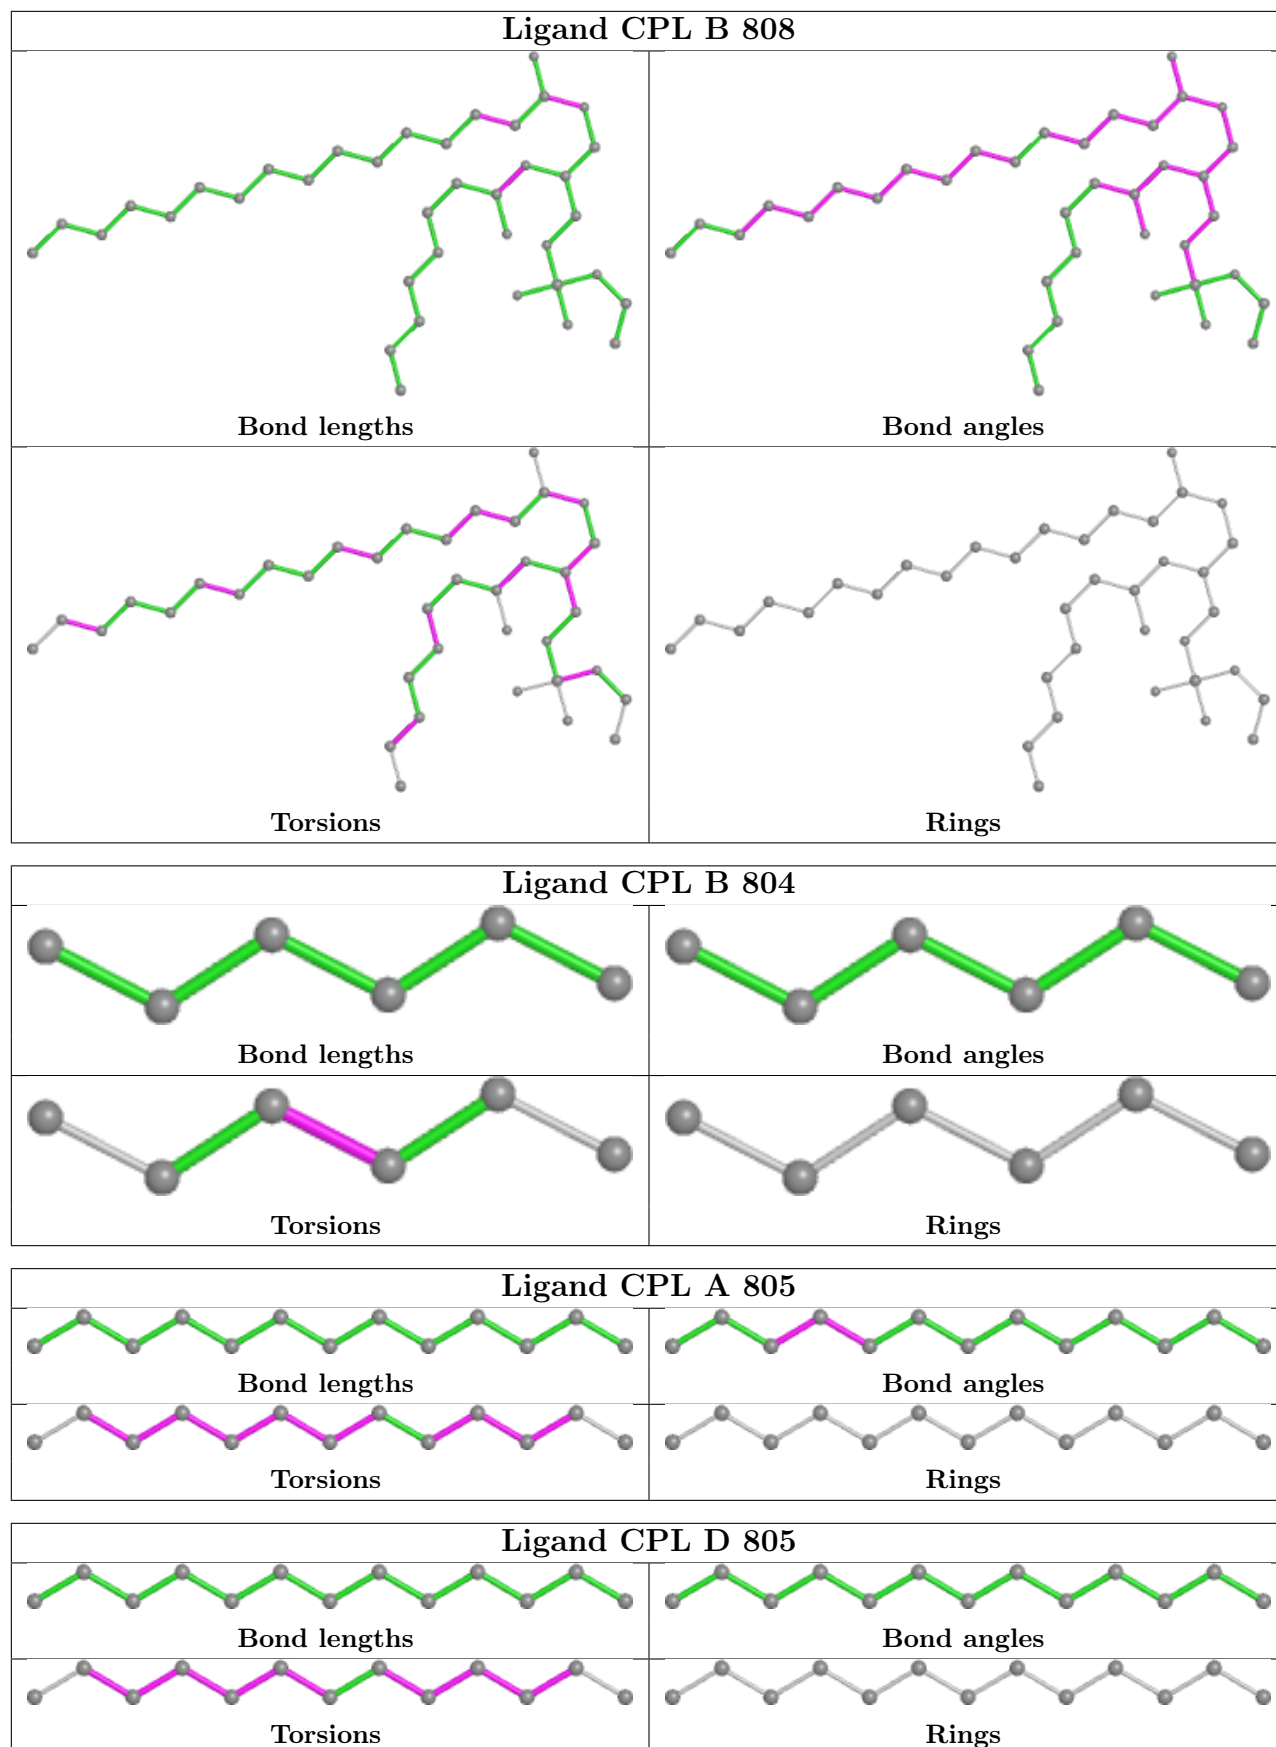 Ligand CPL B 808
Bond lengths
Bond angles
Torsions
Rings
Ligand CPL B 804
Bond lengths
Bond angles
Torsions
Rings
Ligand CPL A 805
Bond lengths
Bond angles
Torsions
Rings
Ligand CPL D 805
Bond lengths
Bond angles
Torsions
Rings